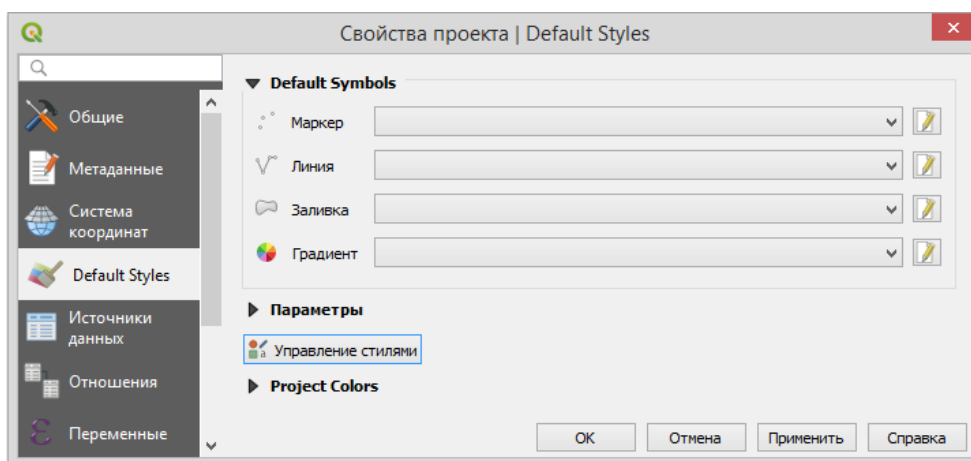 Свойства проекта | Default Styles
Общие
Метаданные
Система
координат
Default Styles
Источники
данных
Отношения
Переменные
Default Symbols
Маркер
Линия
Заливка
Градиент
Параметры
Управление стилями
Project Colors
ОК
Отмена
Применить
Справка